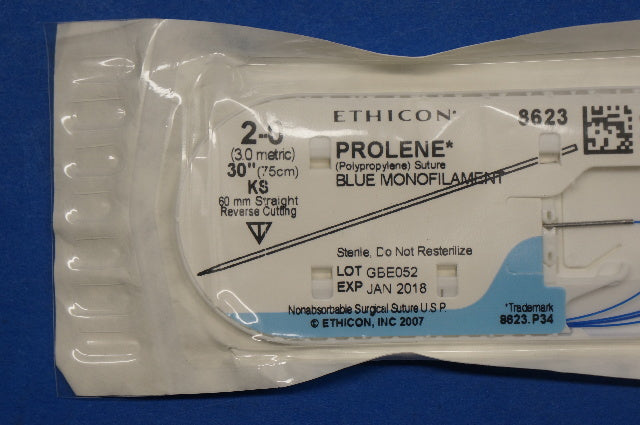 ETHICON*
8623
2-0
(3.0 metric)
30" (75cm)
KS
60 mm Straight
Reverse Cutting
PROLENE*
(Polypropylene) Suture
BLUE MONOFILAMENT
Sterile, Do Not Resterilize
LOT GBE052
EXP JAN 2018
Nonabsorbable Surgical Suture U.S.P.
© ETHICON, INC 2007
*Trademark
8623.P34